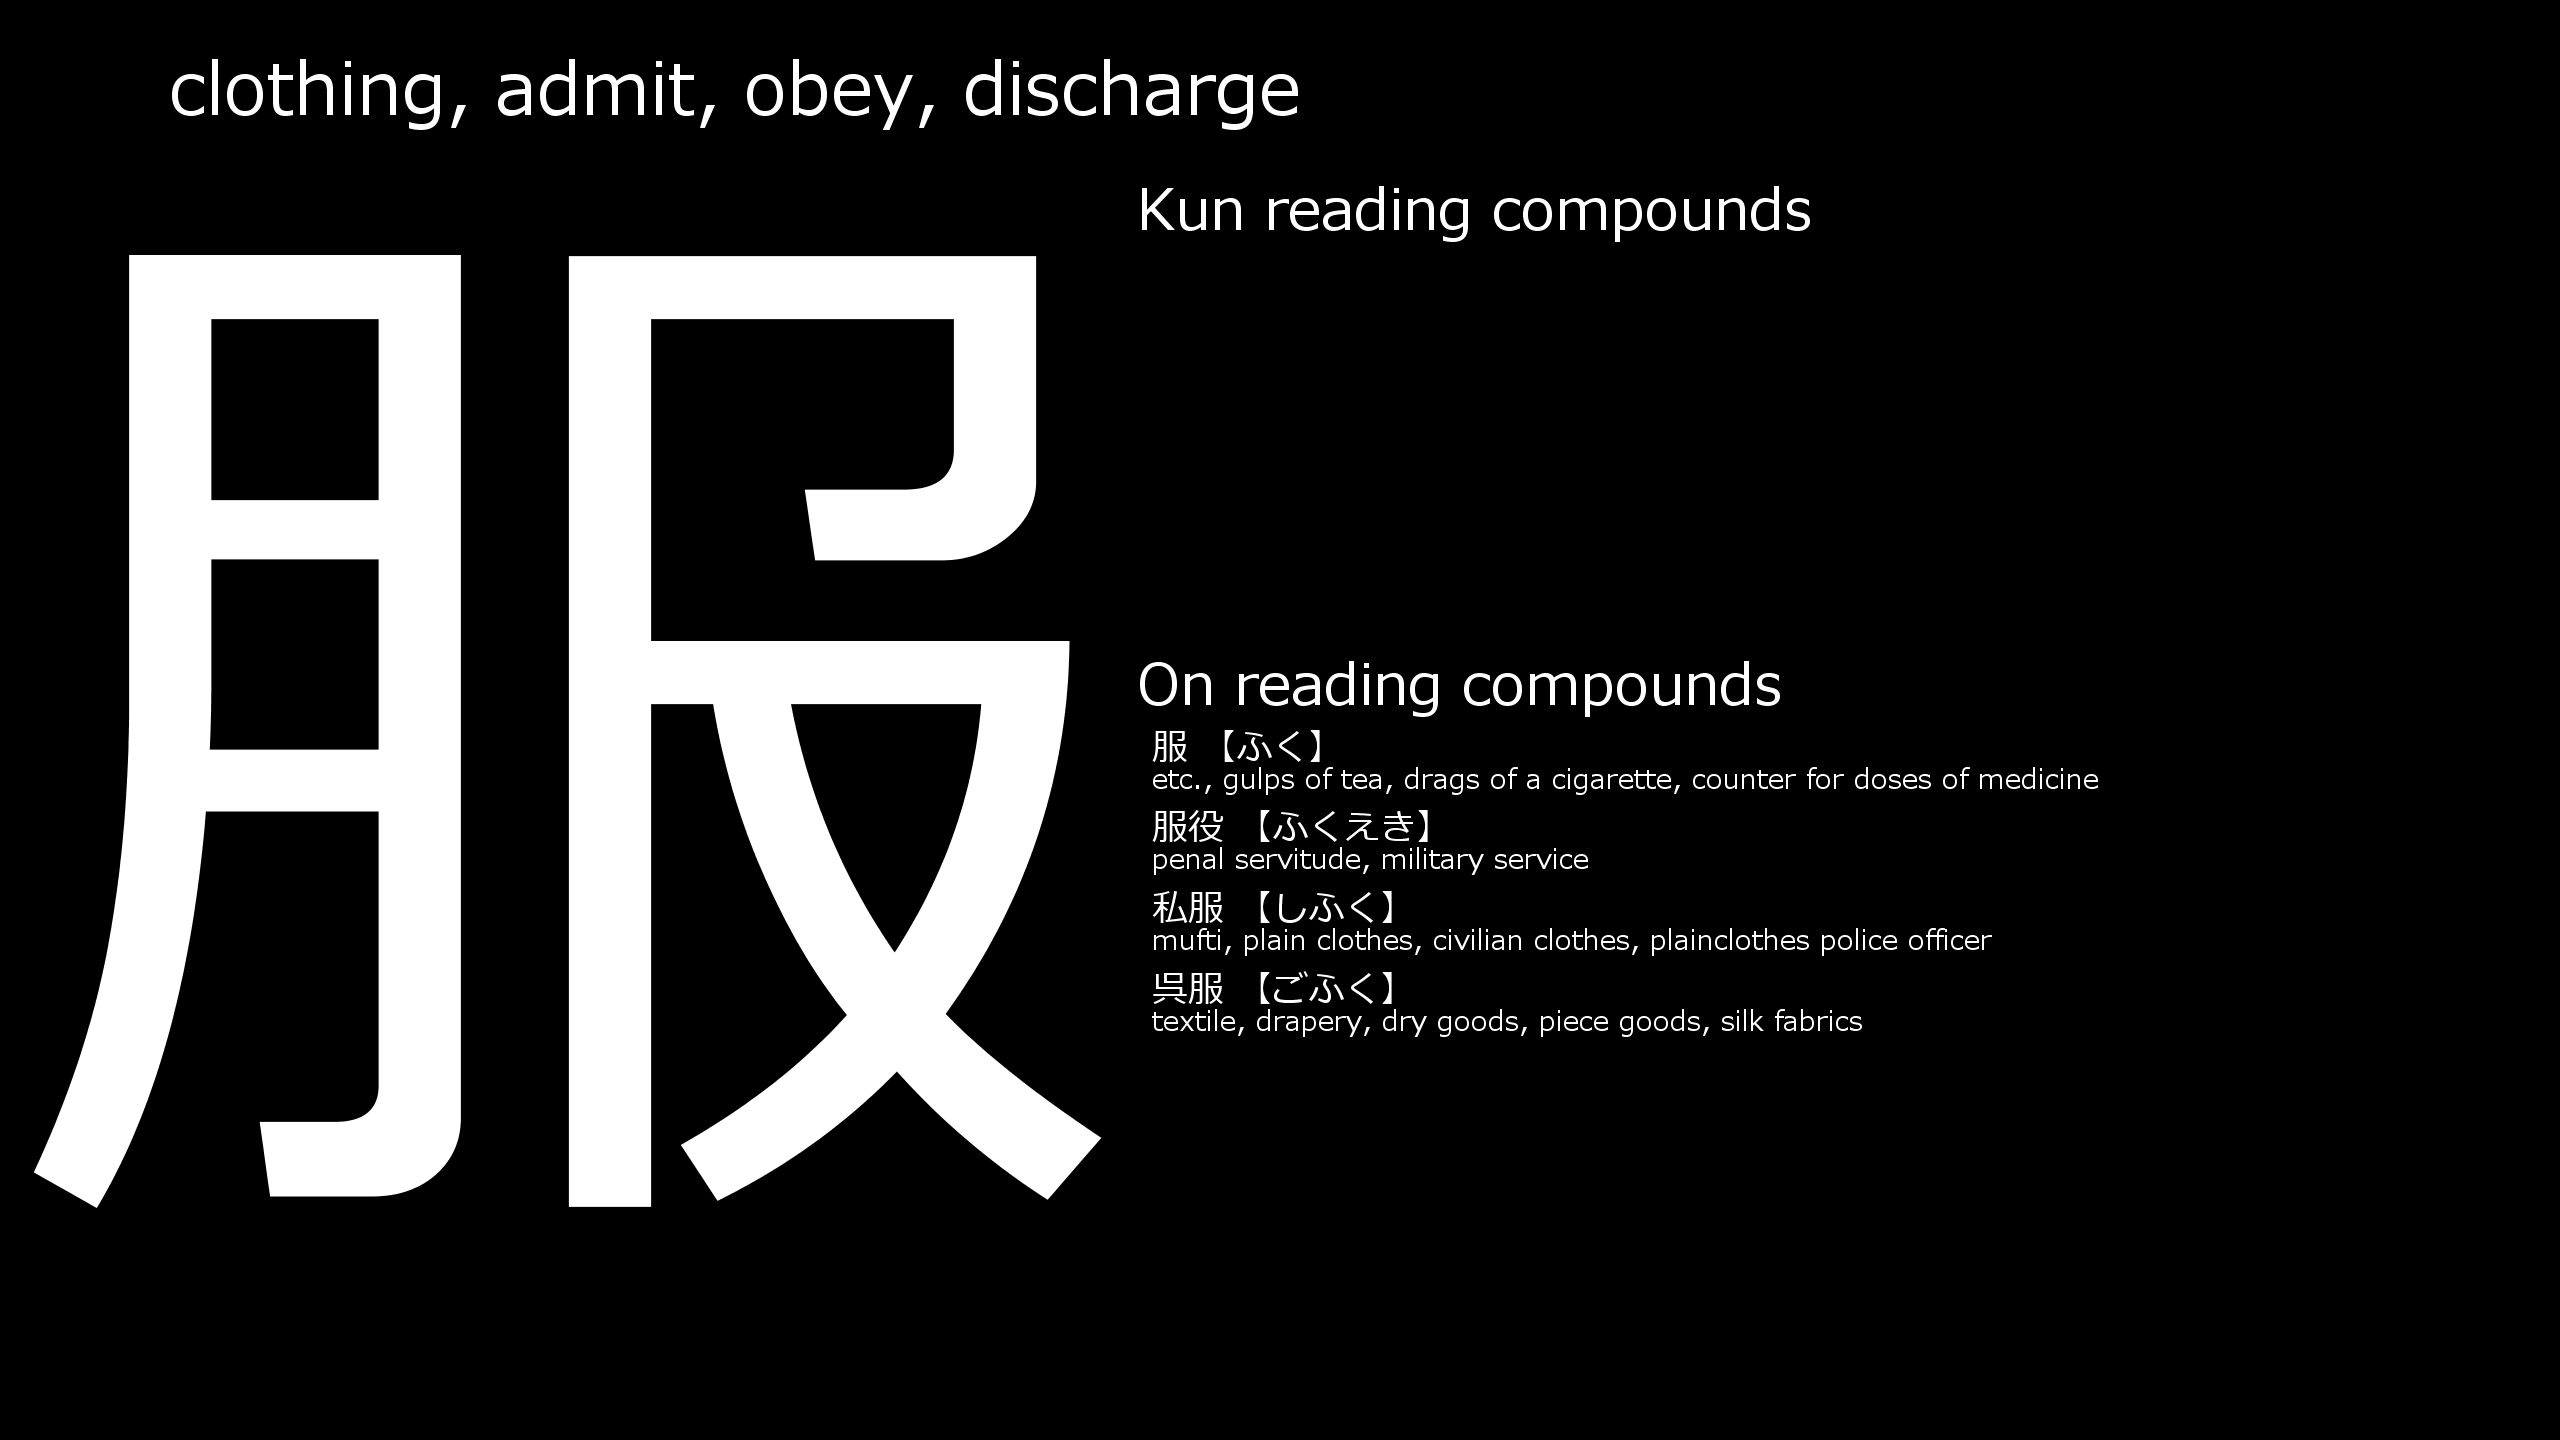 clothing, admit, obey, discharge
服
Kun reading compounds
On reading compounds
服 【ふく】
etc., gulps of tea, drags of a cigarette, counter for doses of medicine
服役 【ふくえき】
penal servitude, military service
私服 【しふく】
mufti, plain clothes, civilian clothes, plainclothes police officer
呉服 【ごふく】
textile, drapery, dry goods, piece goods, silk fabrics